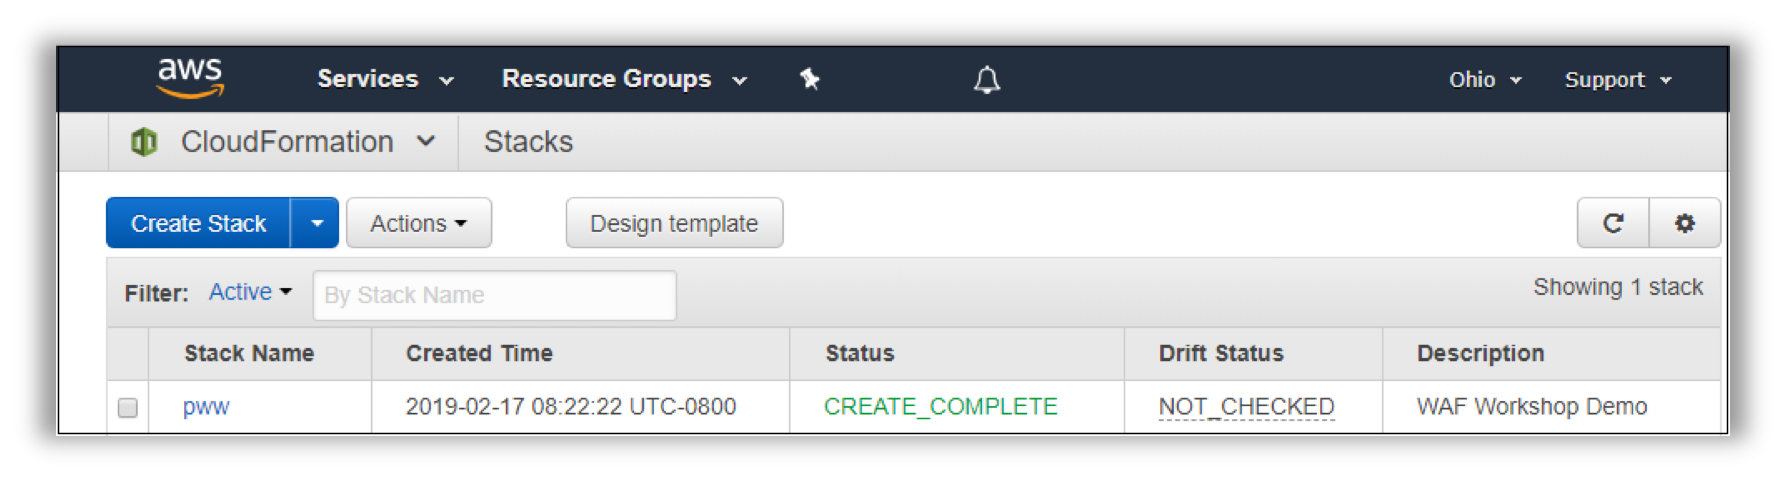 aws Services Resource Groups Ohio Support
CloudFormation Stacks
Create Stack Actions Design template
Filter: Active By Stack Name Showing 1 stack
Stack Name Created Time Status Drift Status Description
pww 2019-02-17 08:22:22 UTC-0800 CREATE_COMPLETE NOT_CHECKED WAF Workshop Demo